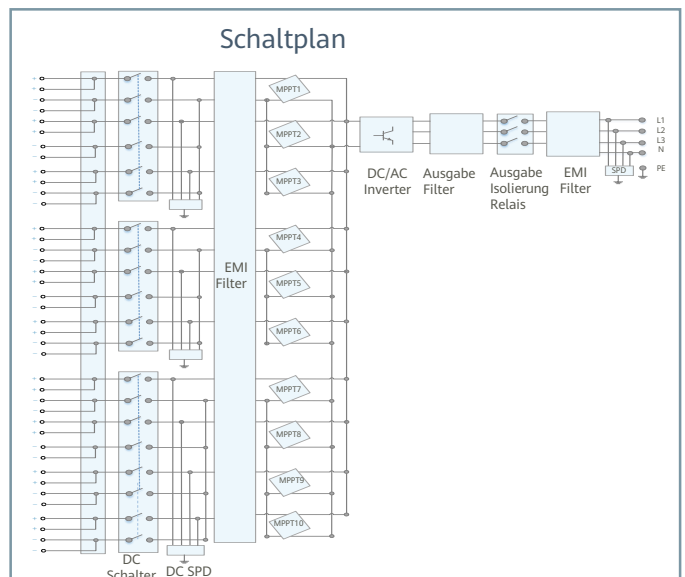 Schaltplan
MPPT1
MPPT2
MPPT3
MPPT4
MPPT5
MPPT6
MPPT7
MPPT8
MPPT9
MPPT10
EMI
Filter
DC/AC
Inverter
Ausgabe
Filter
Ausgabe
Isolierung
Relais
EMI
Filter
L1
L2
L3
N
PE
SPD
DC
Schalter
DC SPD